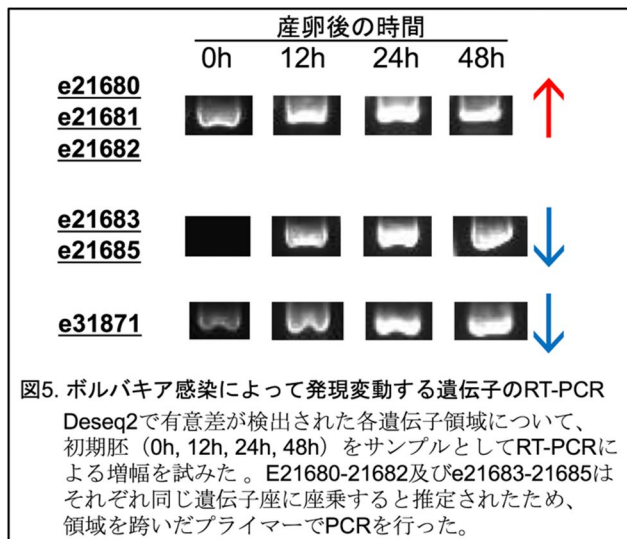 産卵後の時間
0h 12h 24h 48h
e21680
e21681
e21682
e21683
e21685
e31871
図5. ボルバキア感染によって発現変動する遺伝子のRT-PCR
Deseq2で有意差が検出された各遺伝子領域について、
初期胚（0h, 12h, 24h, 48h）をサンプルとしてRT-PCRに
よる増幅を試みた 。E21680-21682及びe21683-21685は
それぞれ同じ遺伝子座に座乗すると推定されたため、
領域を跨いだプライマーでPCRを行った。